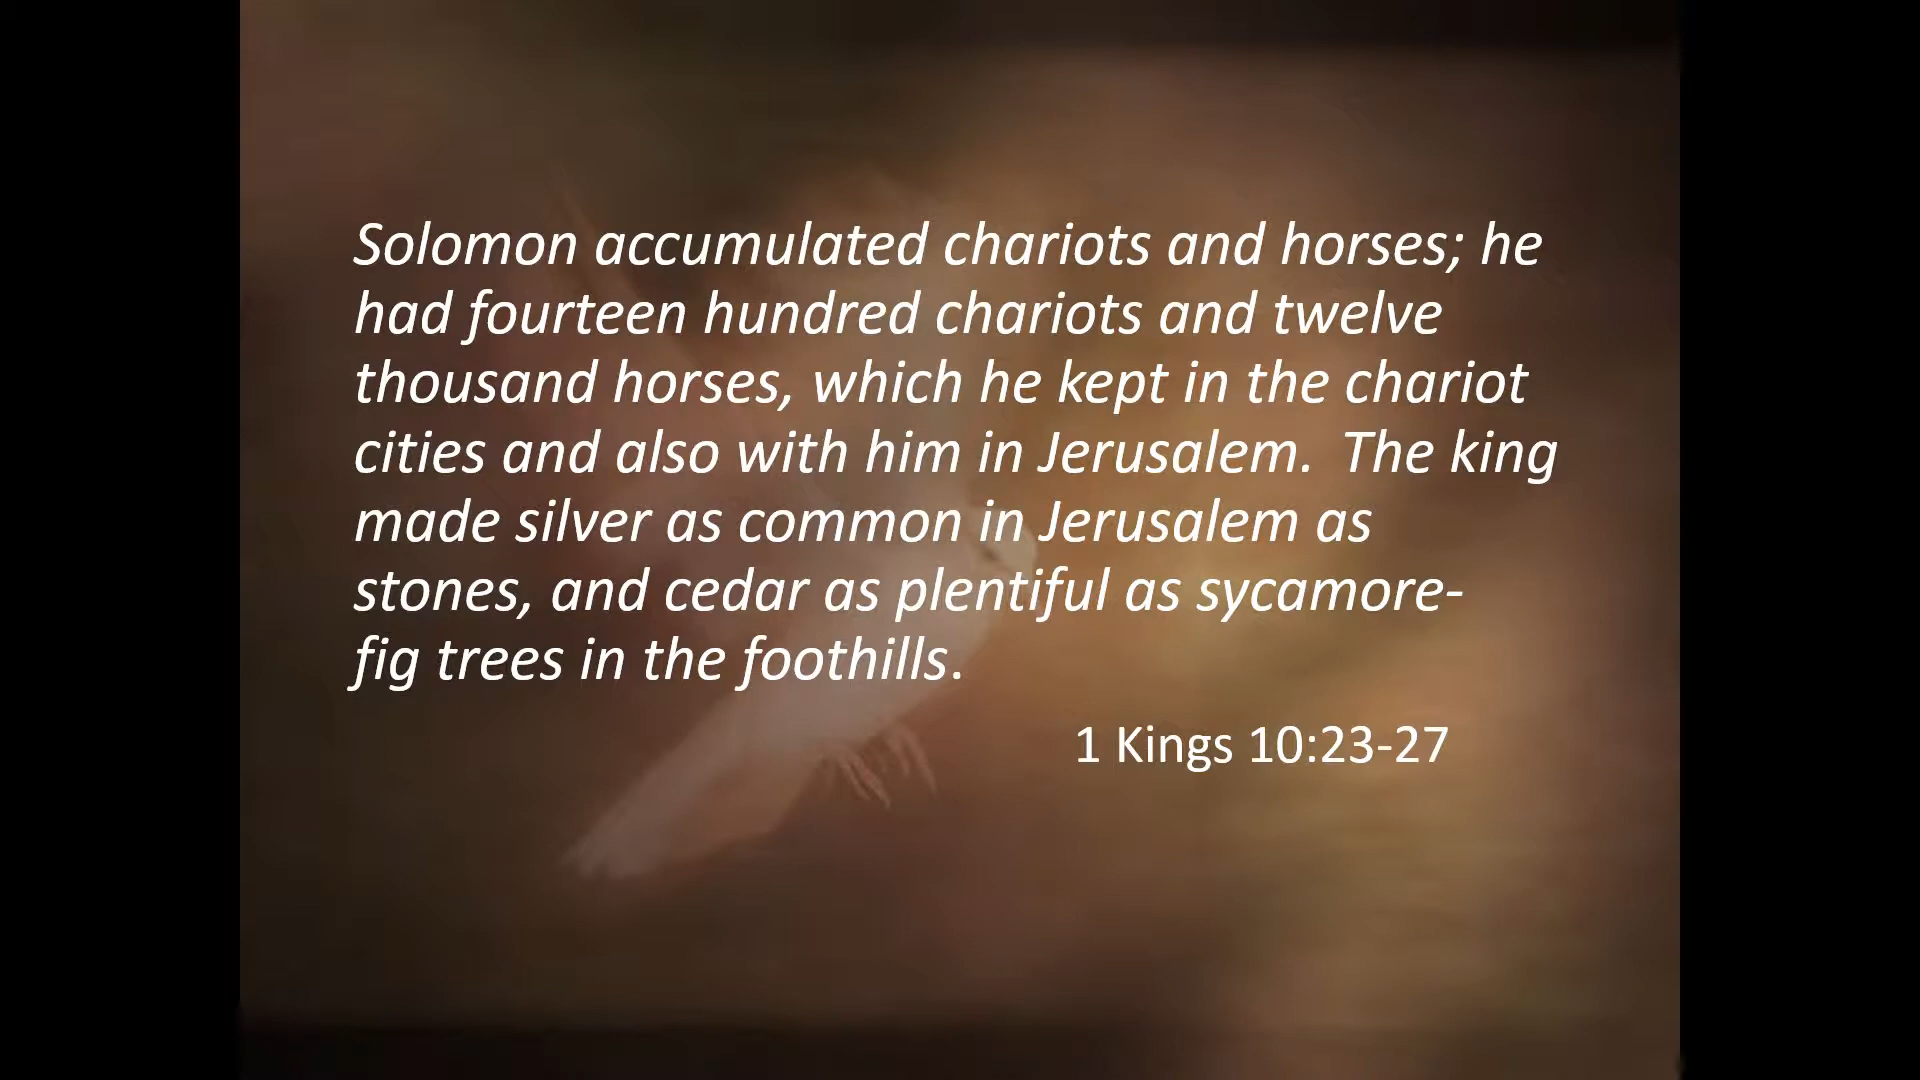 Solomon accumulated chariots and horses; he
had fourteen hundred chariots and twelve
thousand horses, which he kept in the chariot
cities and also with him in Jerusalem.  The king
made silver as common in Jerusalem as
stones, and cedar as plentiful as sycamore-
fig trees in the foothills.
1 Kings 10:23-27